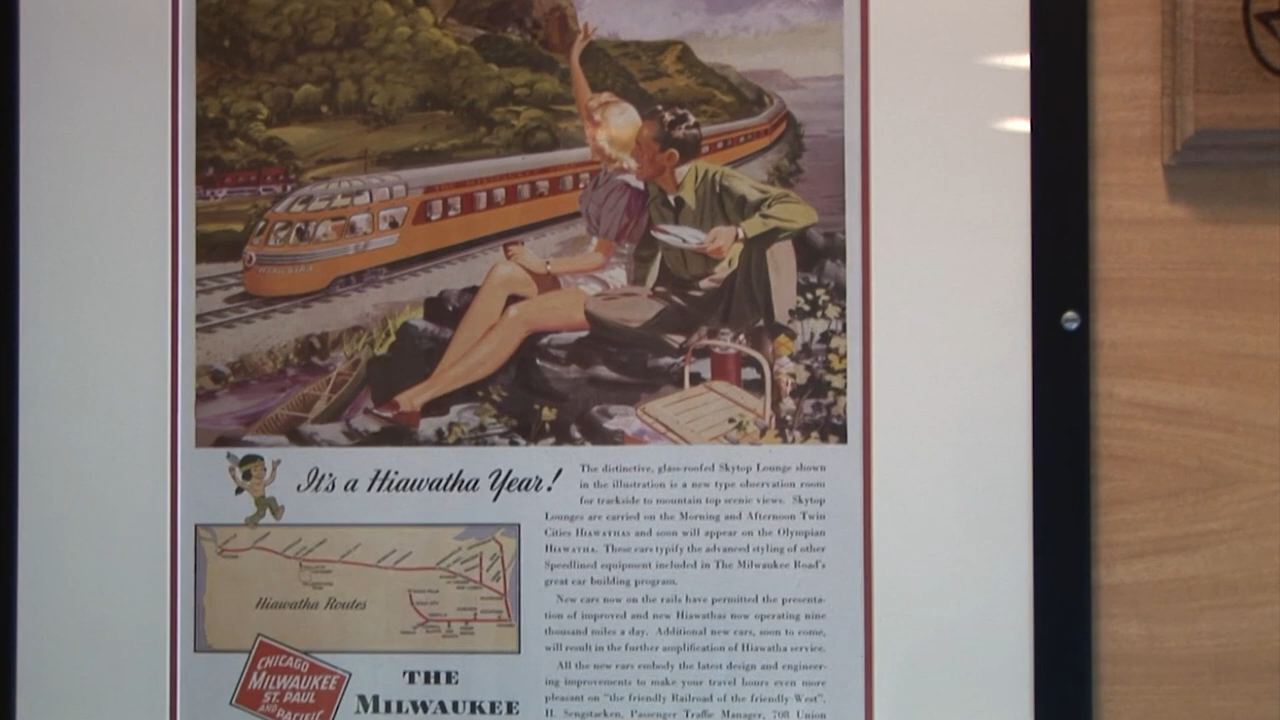 HIAWATHA
It's a Hiawatha Year!
The distinctive, glass-roofed Skytop Lounge shown
in the illustration is a new type observation room
for trackside to mountain top scenic views. Skytop
Lounges are carried on the Morning and Afternoon Twin
Cities HIAWATHAS and soon will appear on the Olympian
HIAWATHA. These cars typify the advanced styling of other
Speedlined equipment included in The Milwaukee Road's
great car building program.
New cars now on the rails have permitted the presenta-
tion of improved and new Hiawathas now operating nine
thousand miles a day. Additional new cars, soon to come,
will result in the further amplification of Hiawatha service.
All the new cars embody the latest design and engineer-
ing improvements to make your travel hours even more
pleasant on "the friendly Railroad of the friendly West".
H. Sengstacken, Passenger Traffic Manager, 708 Union
Hiawatha Routes
CHICAGO
MILWAUKEE
ST. PAUL
AND
PACIFIC
THE
MILWAUKEE